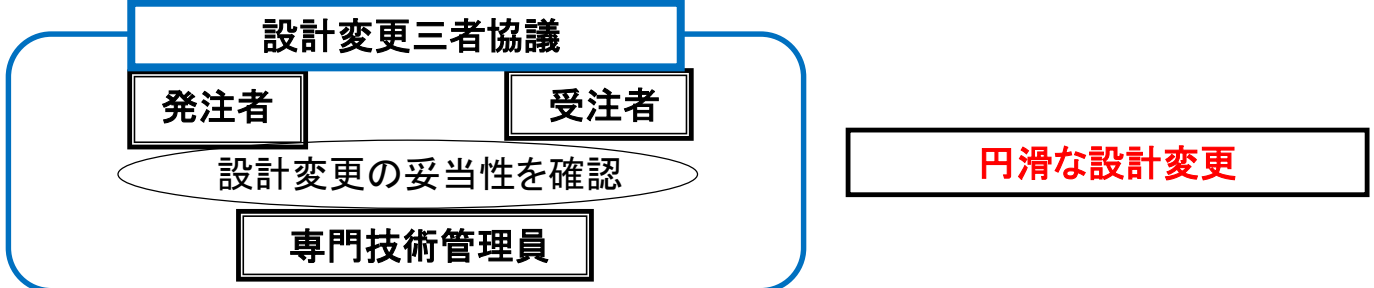 設計変更三者協議
発注者
受注者
設計変更の妥当性を確認
専門技術管理員
円滑な設計変更